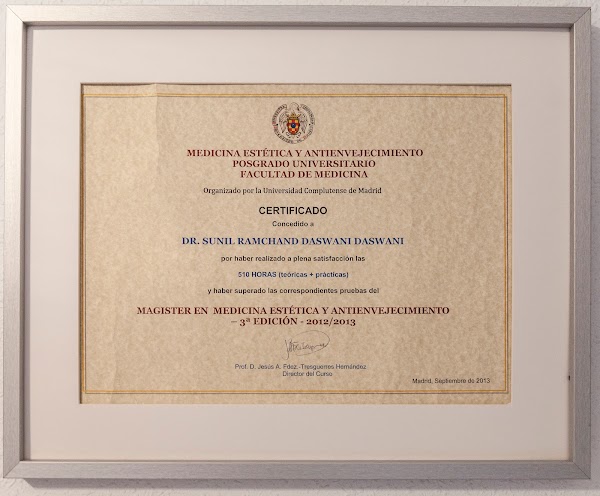 MEDICINA ESTÉTICA Y ANTIENVEJECIMIENTO
POSGRADO UNIVERSITARIO
FACULTAD DE MEDICINA
Organizado por la Universidad Complutense de Madrid
CERTIFICADO
Concedido a
DR. SUNIL RAMCHAND DASWANI DASWANI
por haber realizado a plena satisfacción las
510 HORAS (teóricas + prácticas)
y haber superado las correspondientes pruebas del
MAGISTER EN MEDICINA ESTÉTICA Y ANTIENVEJECIMIENTO
– 3ª EDICIÓN - 2012/2013
Prof. D. Jesús A. Fdez.-Tresguerres Hernández
Director del Curso
Madrid, Septiembre de 2013